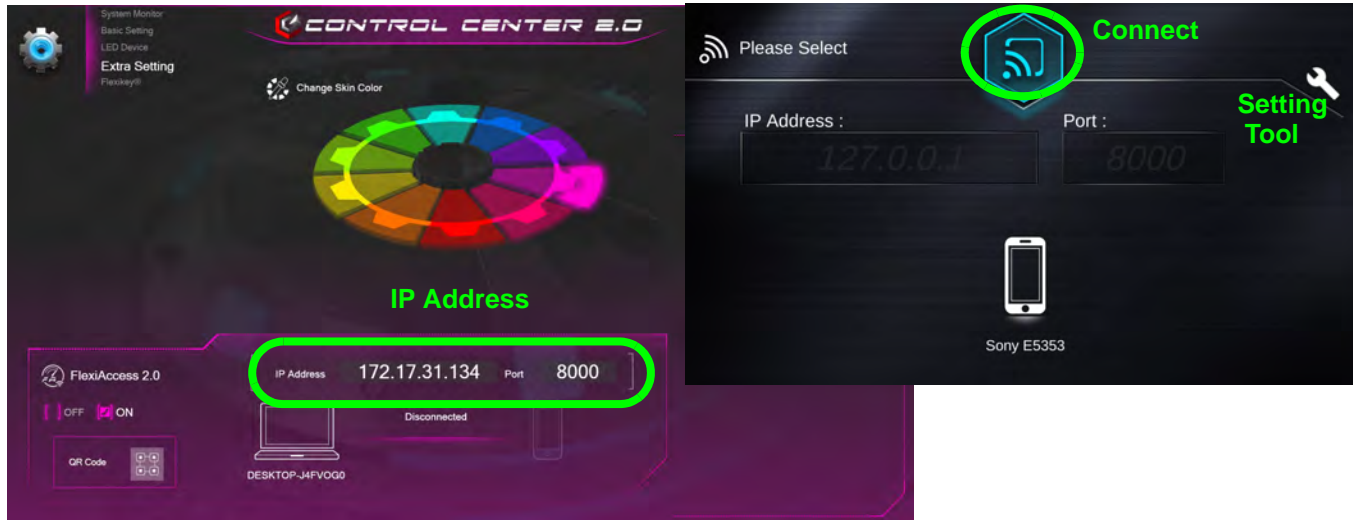 System Monitor
Basic Setting
LED Device
Extra Setting
Flexikey®
CONTROL CENTER 2.0
Change Skin Color
IP Address
FlexiAccess 2.0
OFF ON
QR Code
IP Address 172.17.31.134 Port 8000
Disconnected
DESKTOP-J4FVOG0
Please Select
Connect
Setting
Tool
IP Address : Port :
127.0.0.1 8000
Sony E5353